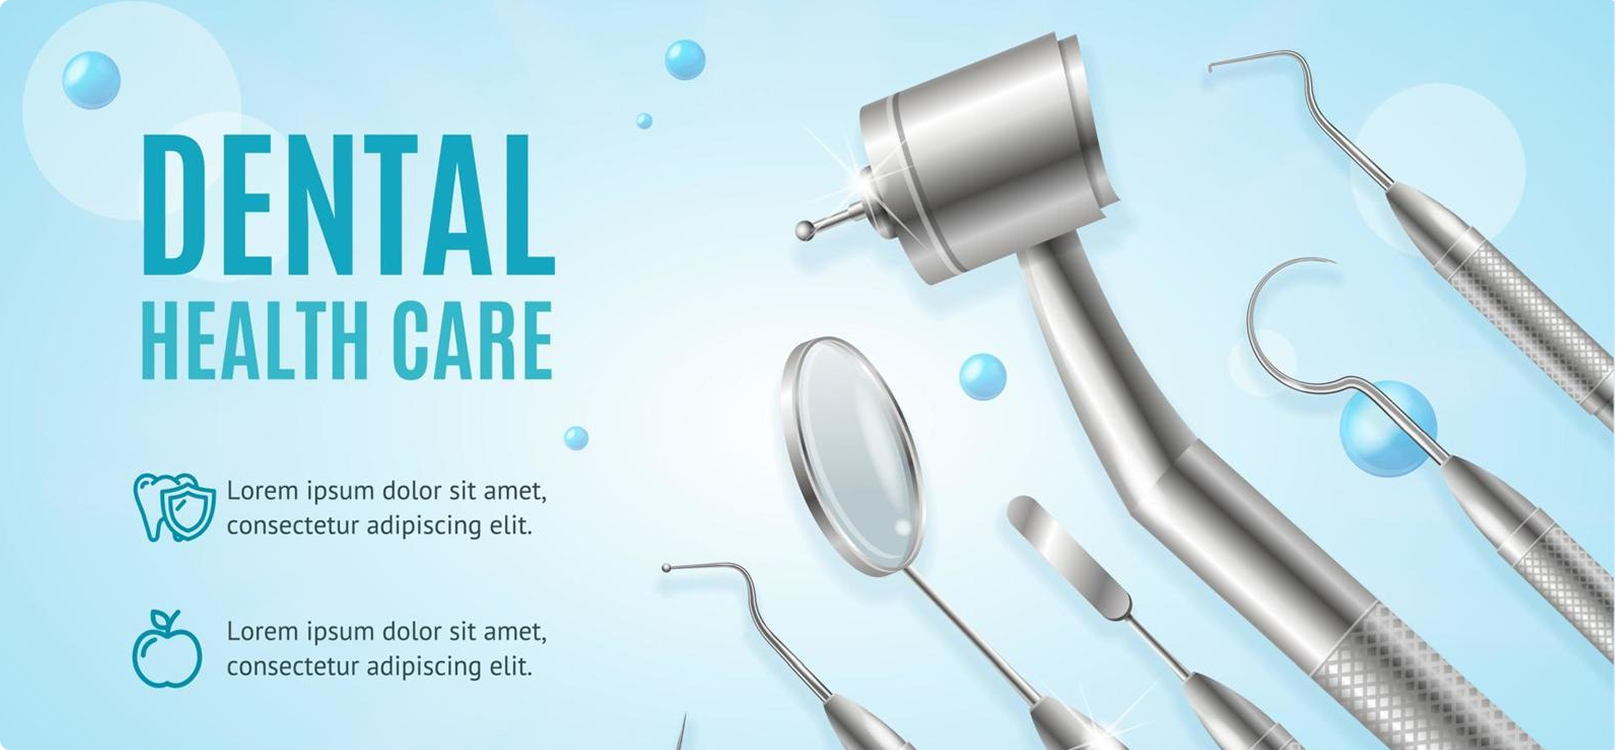 DENTAL
HEALTH CARE
Lorem ipsum dolor sit amet,
consectetur adipiscing elit.
Lorem ipsum dolor sit amet,
consectetur adipiscing elit.